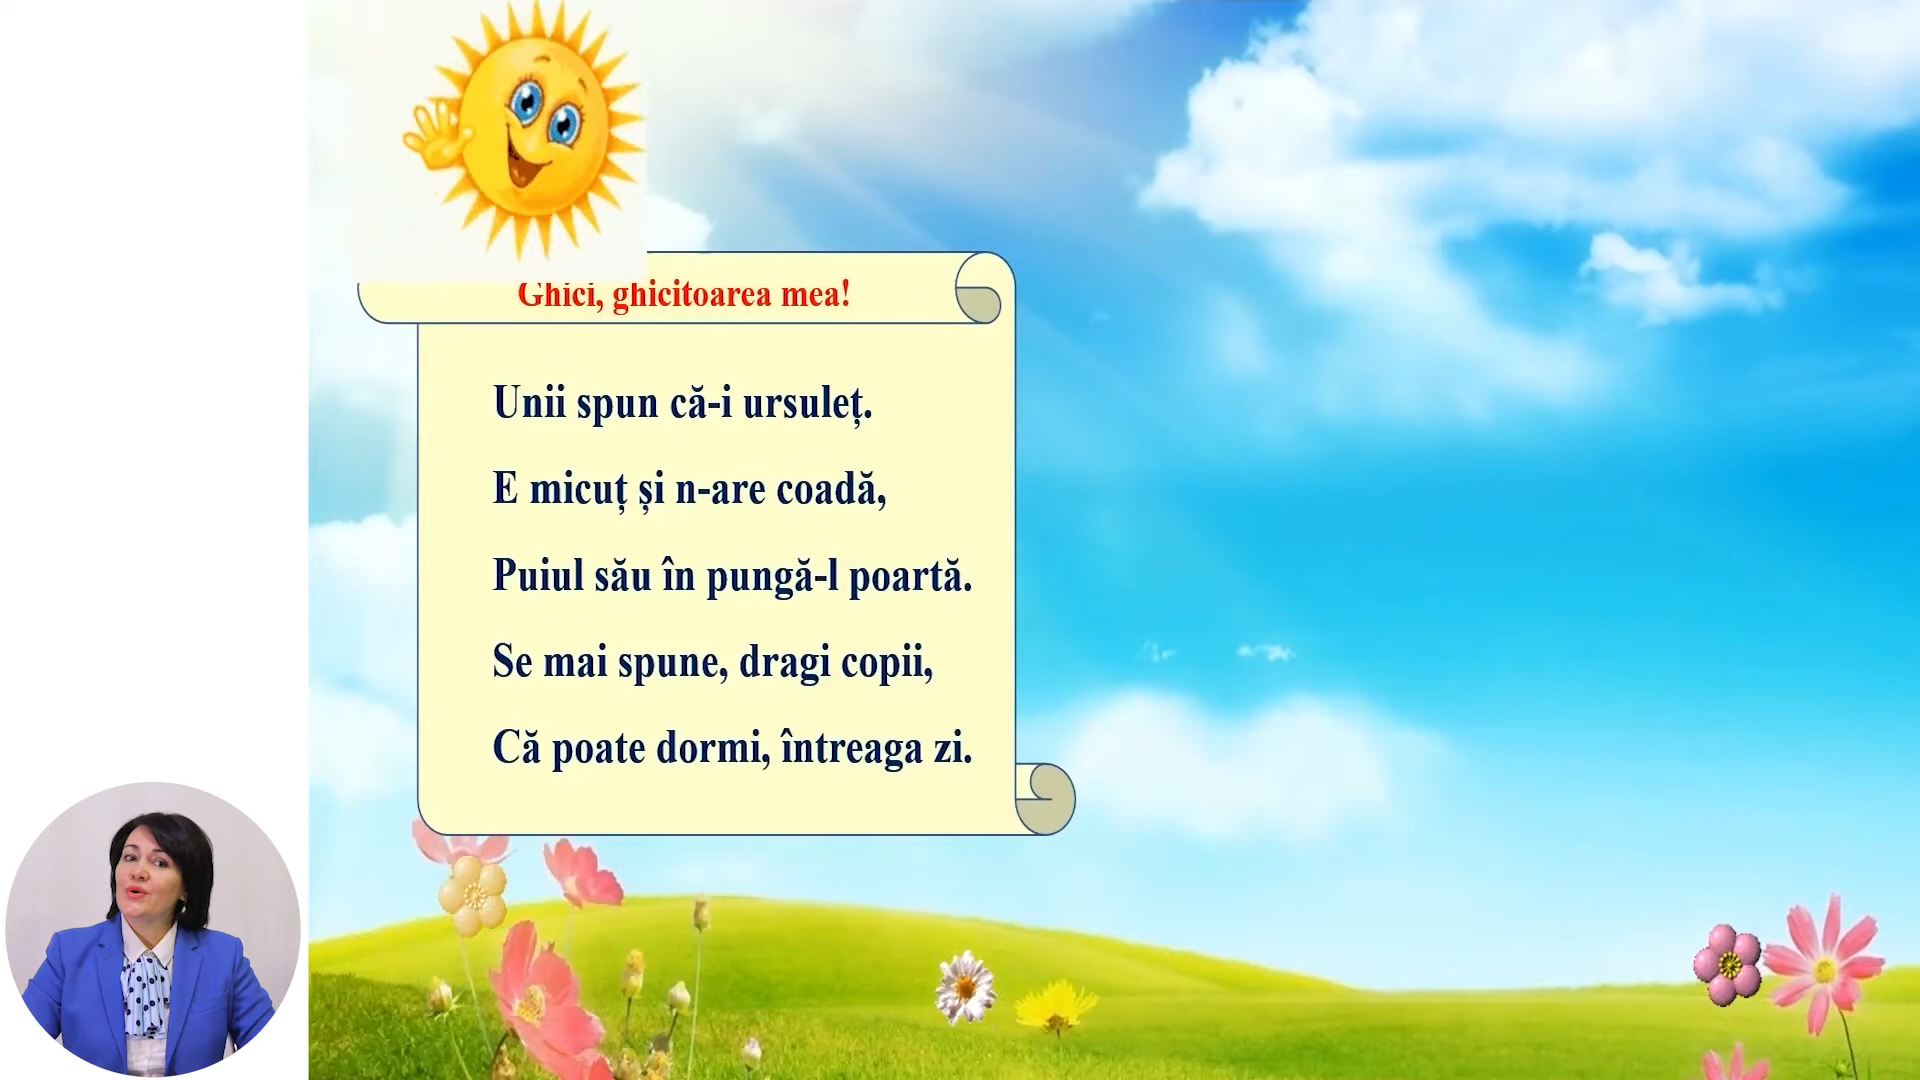 Ghici, ghicitoarea mea!
Unii spun că-i ursuleț.
E micuț și n-are coadă,
Puiul său în pungă-l poartă.
Se mai spune, dragi copii,
Că poate dormi, întreaga zi.